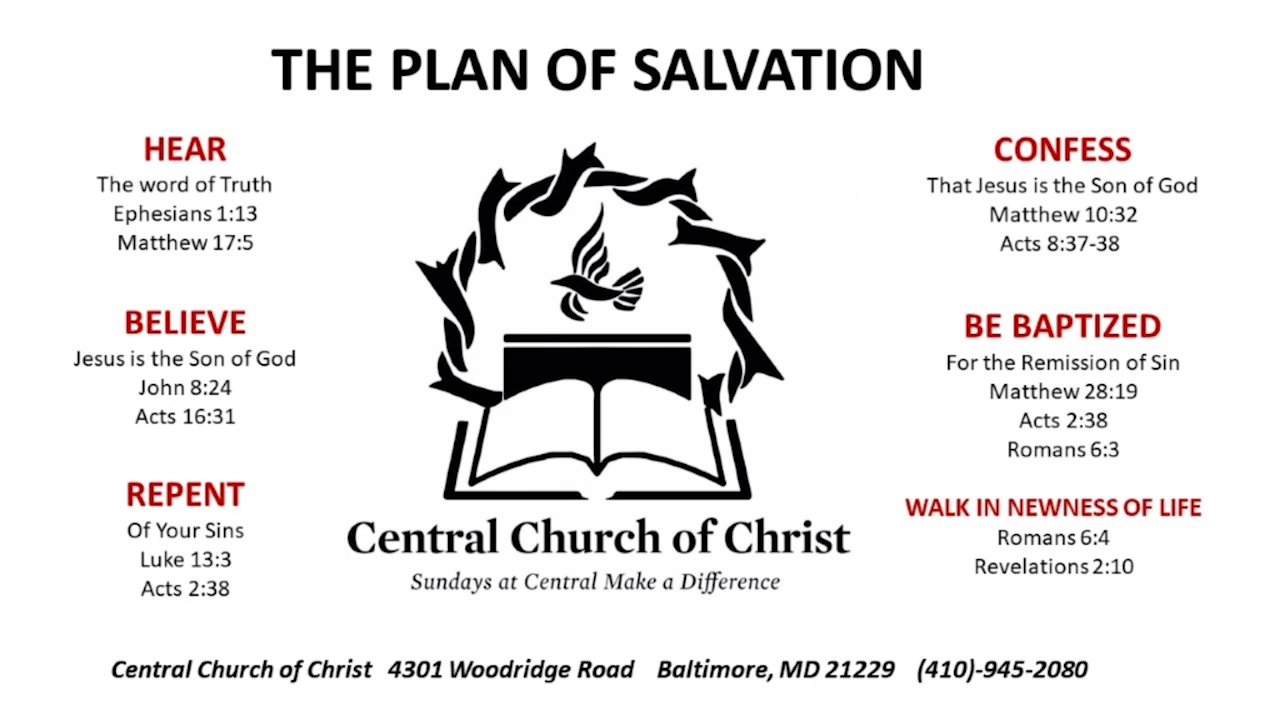 THE PLAN OF SALVATION
HEAR
The word of Truth
Ephesians 1:13
Matthew 17:5
BELIEVE
Jesus is the Son of God
John 8:24
Acts 16:31
REPENT
Of Your Sins
Luke 13:3
Acts 2:38
Central Church of Christ
Sundays at Central Make a Difference
CONFESS
That Jesus is the Son of God
Matthew 10:32
Acts 8:37-38
BE BAPTIZED
For the Remission of Sin
Matthew 28:19
Acts 2:38
Romans 6:3
WALK IN NEWNESS OF LIFE
Romans 6:4
Revelations 2:10
Central Church of Christ 4301 Woodridge Road Baltimore, MD 21229 (410)-945-2080